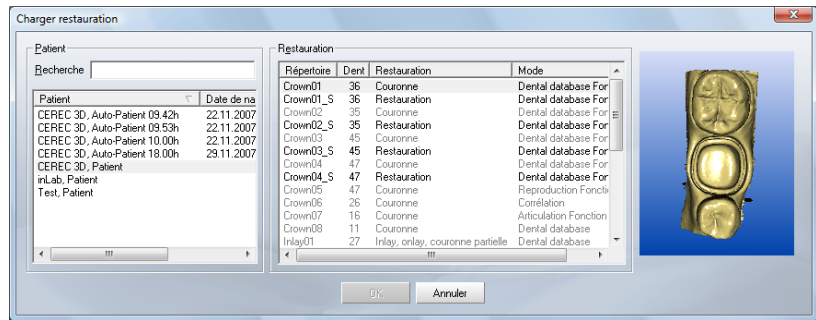 Charger restauration
Patient
Recherche
Patient Date de na
CEREC 3D, Auto-Patient 09.42h 22.11.2007
CEREC 3D, Auto-Patient 09.53h 22.11.2007
CEREC 3D, Auto-Patient 10.00h 22.11.2007
CEREC 3D, Auto-Patient 18.00h 29.11.2007
CEREC 3D, Patient
inLab, Patient
Test, Patient
Restauration
Répertoire Dent Restauration Mode
Crown01 36 Couronne Dental database For
Crown01_S 36 Restauration Dental database For
Crown02 35 Couronne Dental database For
Crown02_S 35 Restauration Dental database For
Crown03 45 Couronne Dental database For
Crown03_S 45 Restauration Dental database For
Crown04 47 Couronne Dental database For
Crown04_S 47 Restauration Dental database For
Crown05 47 Couronne Reproduction Foncti
Crown06 26 Couronne Corrélation
Crown07 16 Couronne Articulation Fonction
Crown08 11 Couronne Dental database
Inlay01 27 Inlay, onlay, couronne partielle Dental database
OK Annuler